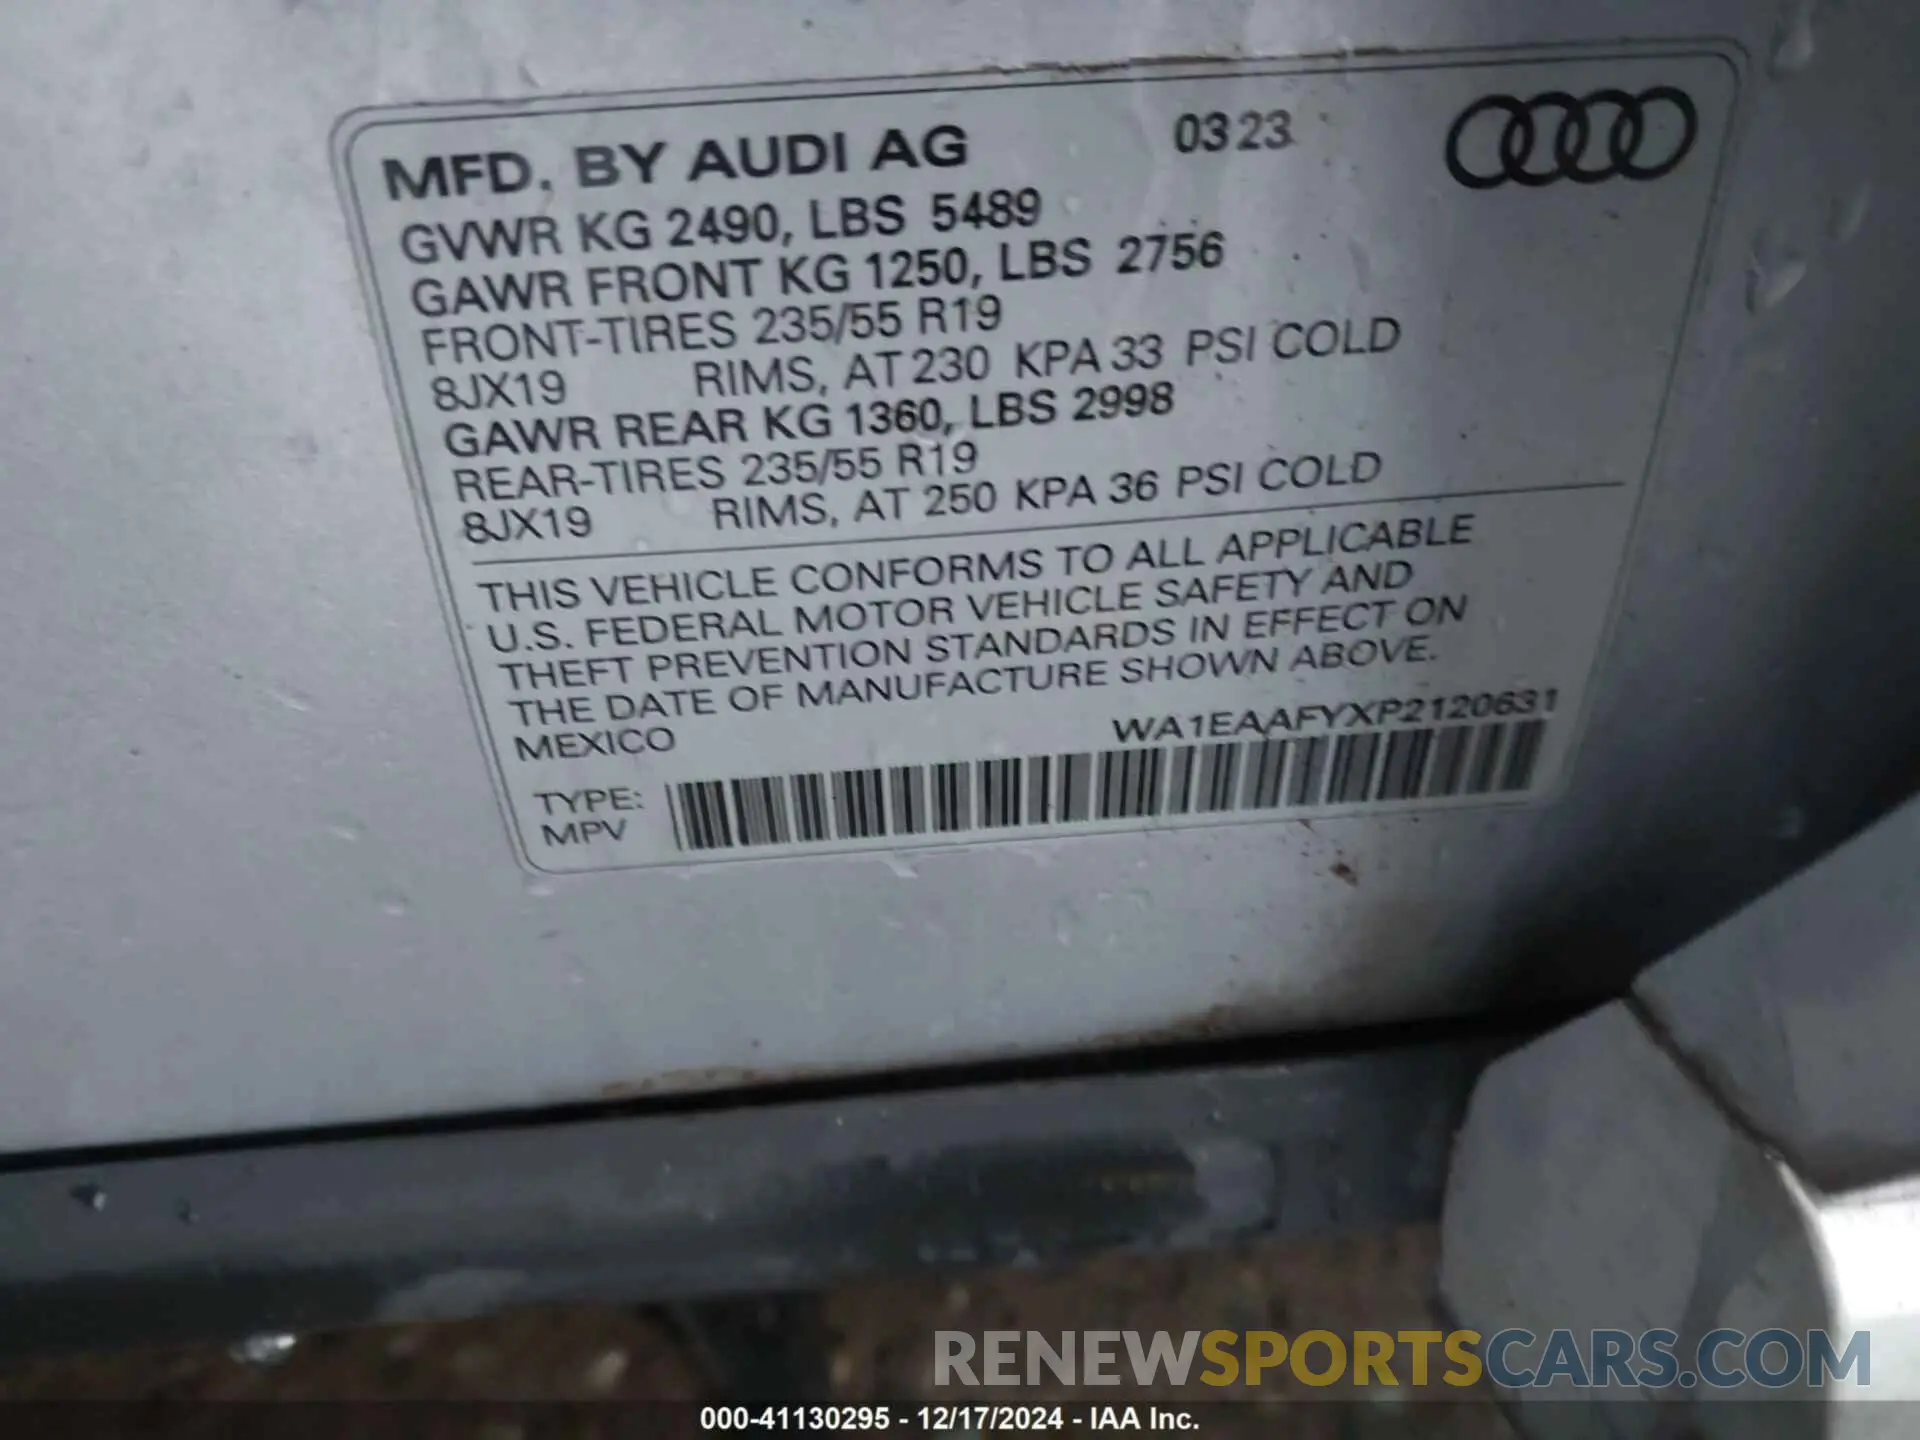 MFD. BY AUDI AG 03 23
GVWR KG 2490, LBS 5489
GAWR FRONT KG 1250, LBS 2756
FRONT-TIRES 235/55 R19
8JX19 RIMS, AT 230 KPA 33 PSI COLD
GAWR REAR KG 1360, LBS 2998
REAR-TIRES 235/55 R19
8JX19 RIMS, AT 250 KPA 36 PSI COLD
THIS VEHICLE CONFORMS TO ALL APPLICABLE
U.S. FEDERAL MOTOR VEHICLE SAFETY AND
THEFT PREVENTION STANDARDS IN EFFECT ON
THE DATE OF MANUFACTURE SHOWN ABOVE.
MEXICO WA1EAAFYXP2120631
TYPE:
MPV
RENEWSPORTSCARS.COM
000-41130295 - 12/17/2024 - IAA Inc.